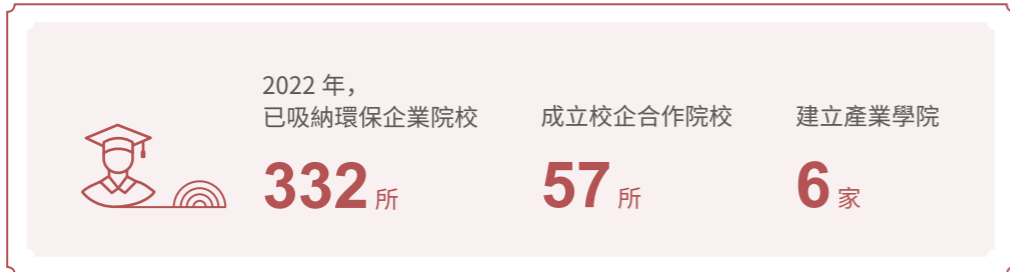 2022 年，
已吸納環保企業院校
332 所
成立校企合作院校
57 所
建立產業學院
6 家